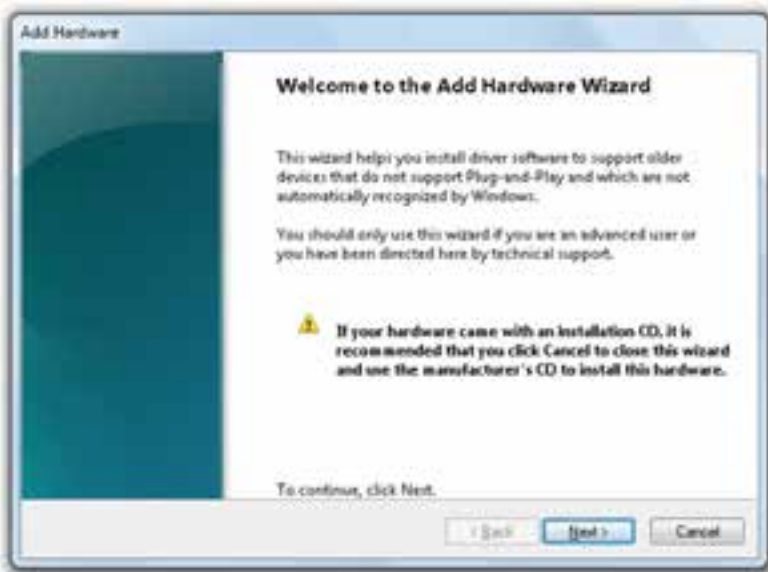 Add Hardware
Welcome to the Add Hardware Wizard
This wizard helps you install driver software to support older
devices that do not support Plug-and-Play and which are not
automatically recognized by Windows.
You should only use this wizard if you are an advanced user or
you have been directed here by technical support.
If your hardware came with an installation CD, it is
recommended that you click Cancel to close this wizard
and use the manufacturer's CD to install this hardware.
To continue, click Next.
< Back Next > Cancel